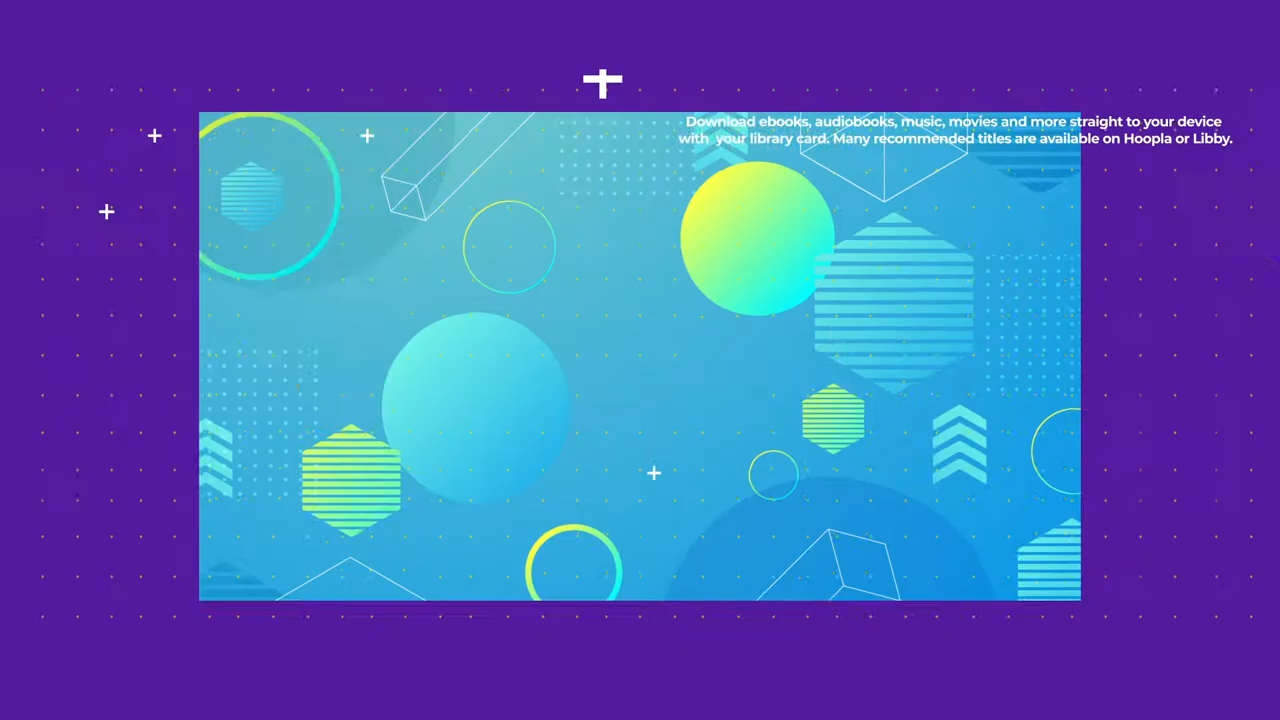 Download ebooks, audiobooks, music, movies and more straight to your device
with  your library card. Many recommended titles are available on Hoopla or Libby.